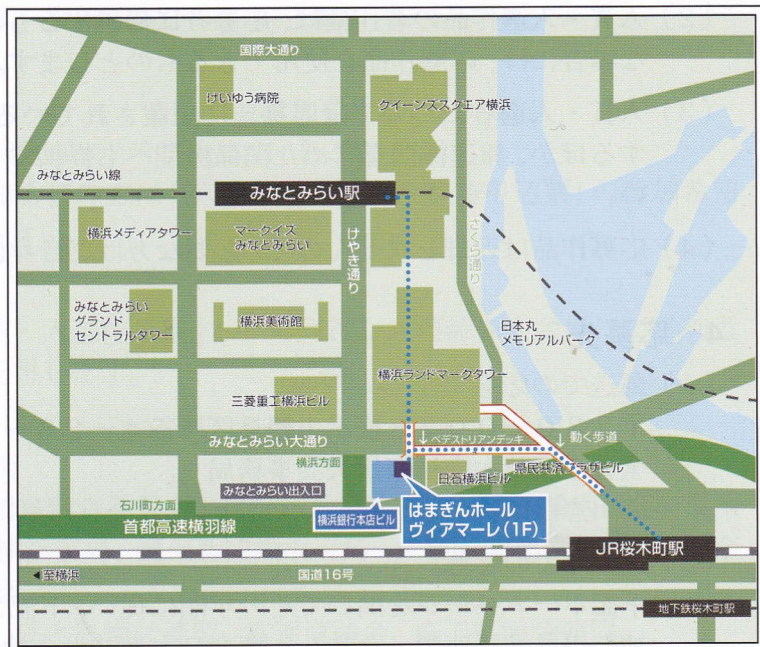 国際大通り
けいゆう病院
クイーンズスクエア横浜
みなとみらい線
みなとみらい駅
横浜メディアタワー
マークイズ
みなとみらい
けやき通り
さくら通り
みなとみらい
グランド
セントラルタワー
横浜美術館
日本丸
メモリアルパーク
横浜ランドマークタワー
三菱重工横浜ビル
みなとみらい大通り
↓ペデストリアンデッキ
↓動く歩道
横浜方面
日石横浜ビル
県民共済プラザビル
みなとみらい出入口
石川町方面
横浜銀行本店ビル
はまぎんホール
ヴィアマーレ(1F)
首都高速横羽線
JR桜木町駅
◀至横浜
国道16号
地下鉄桜木町駅